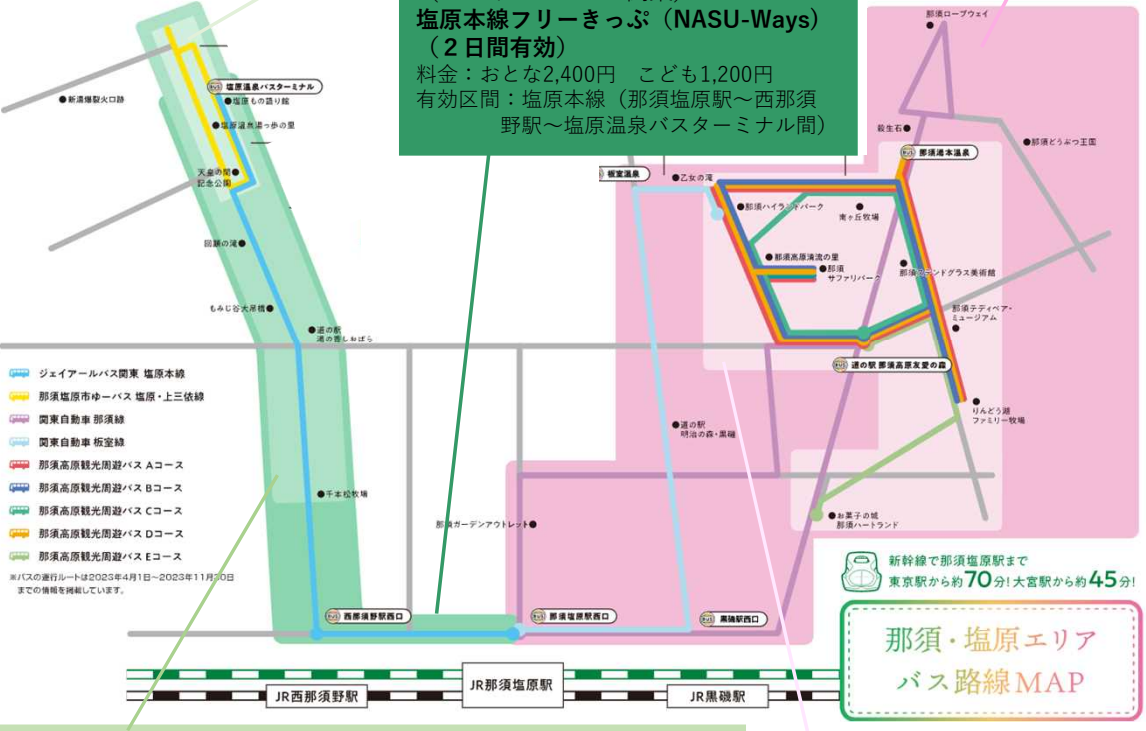 塩原本線フリーきっぷ（NASU-Ways）
（２日間有効）
料金：おとな2,400円　こども1,200円
有効区間：塩原本線（那須塩原駅～西那須
野駅～塩原温泉バスターミナル間）
那須ロープウェイ
BUS 塩原温泉バスターミナル
●新湯爆裂火口跡
●塩原もの語り館
●塩原温泉湯っ歩の里
殺生石●
●那須どうぶつ王国
BUS 那須湯本温泉
天皇の間●
記念公園
板室温泉
●乙女の滝
●那須ハイランドパーク
南ヶ丘牧場
回顧の滝●
●那須高原清流の里
●那須
サファリパーク
那須ステンドグラス美術館
もみじ谷大吊橋●
那須テディベア・
ミュージアム
●道の駅
湯の香しおばら
BUS 道の駅 那須高原友愛の森
ジェイアールバス関東 塩原本線
那須塩原市ゆーバス 塩原・上三依線
関東自動車 那須線
関東自動車 板室線
那須高原観光周遊バス Aコース
那須高原観光周遊バス Bコース
那須高原観光周遊バス Cコース
那須高原観光周遊バス Dコース
那須高原観光周遊バス Eコース
※バスの運行ルートは2023年4月1日～2023年11月30日
までの情報を掲載しています。
りんどう湖
ファミリー牧場
●道の駅
明治の森・黒磯
●千本松牧場
那須ガーデンアウトレット●
●お菓子の城
那須ハートランド
新幹線で那須塩原駅まで
東京駅から約70分! 大宮駅から約45分!
BUS 西那須野駅西口
BUS 那須塩原駅西口
BUS 黒磯駅西口
那須・塩原エリア
バス路線MAP
JR西那須野駅
JR那須塩原駅
JR黒磯駅